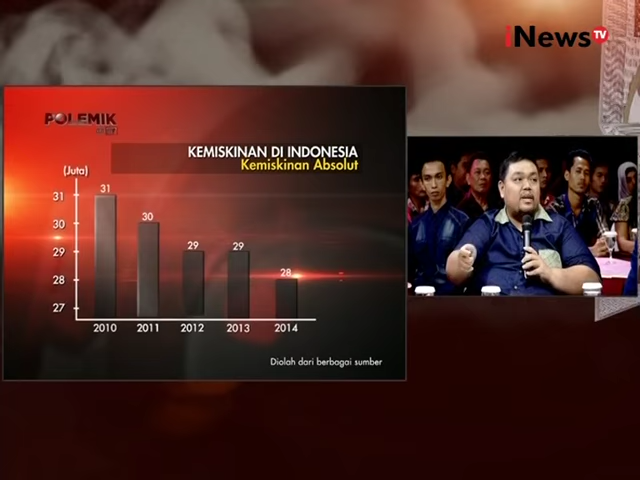 iNews TV
POLEMIK
KEMISKINAN DI INDONESIA
Kemiskinan Absolut
(Juta)
31
30
29
28
27
31
30
29
29
28
2010
2011
2012
2013
2014
Diolah dari berbagai sumber